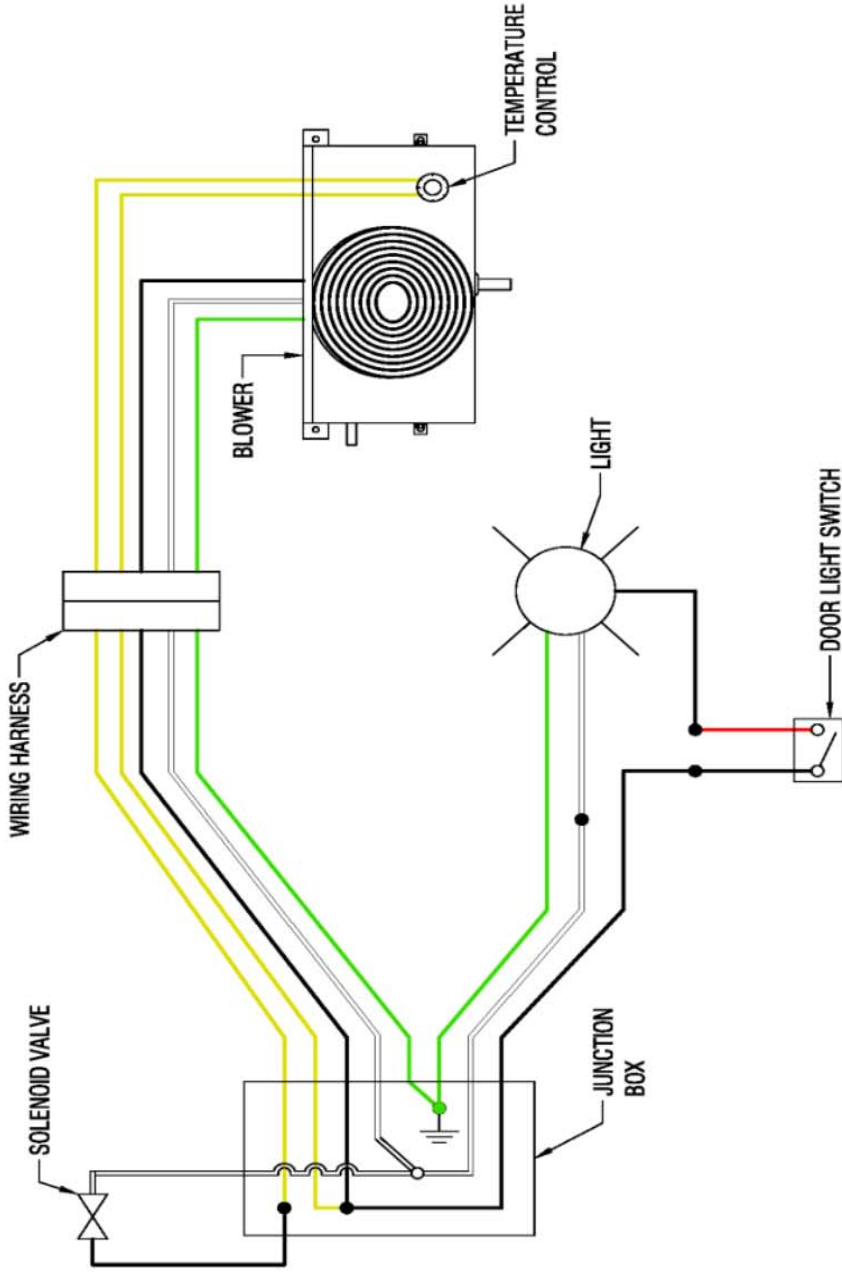 SOLENOID VALVE
WIRING HARNESS
BLOWER
TEMPERATURE
CONTROL
JUNCTION
BOX
LIGHT
DOOR LIGHT SWITCH